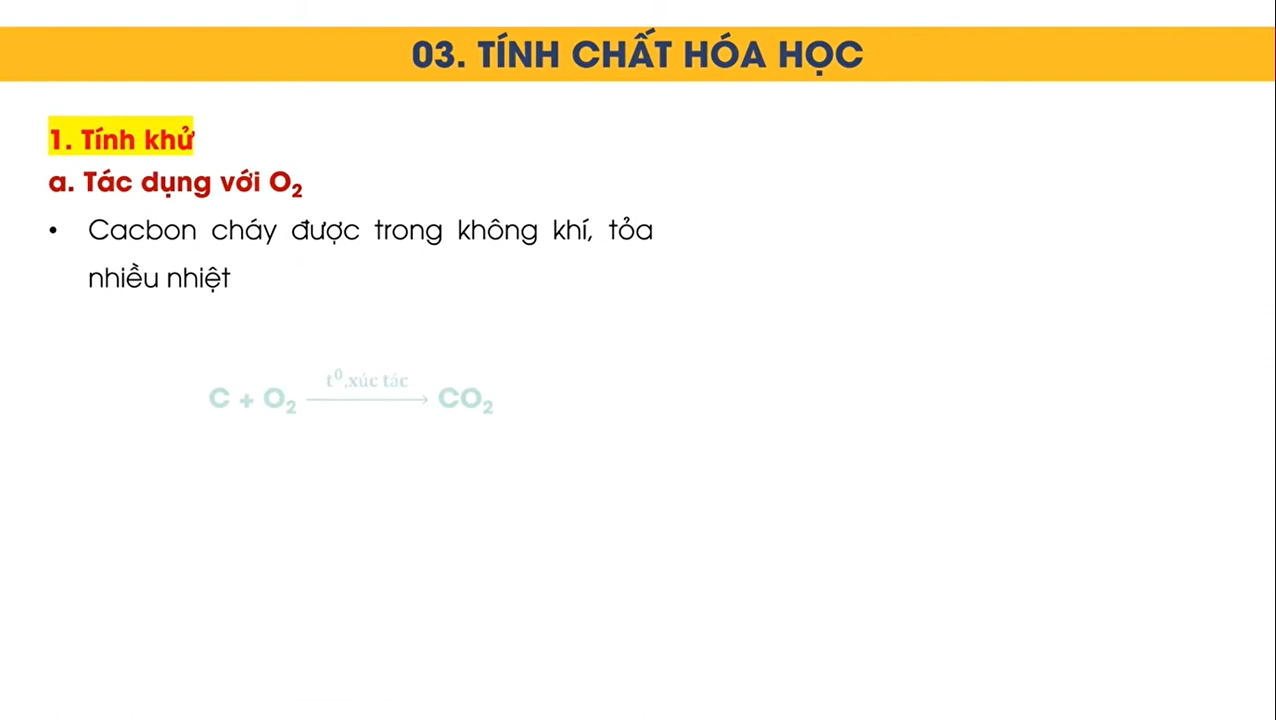 03. TÍNH CHẤT HÓA HỌC
1. Tính khử
a. Tác dụng với O₂
• Cacbon cháy được trong không khí, tỏa
nhiều nhiệt
t⁰,xúc tác
C + O₂ ⟶ CO₂